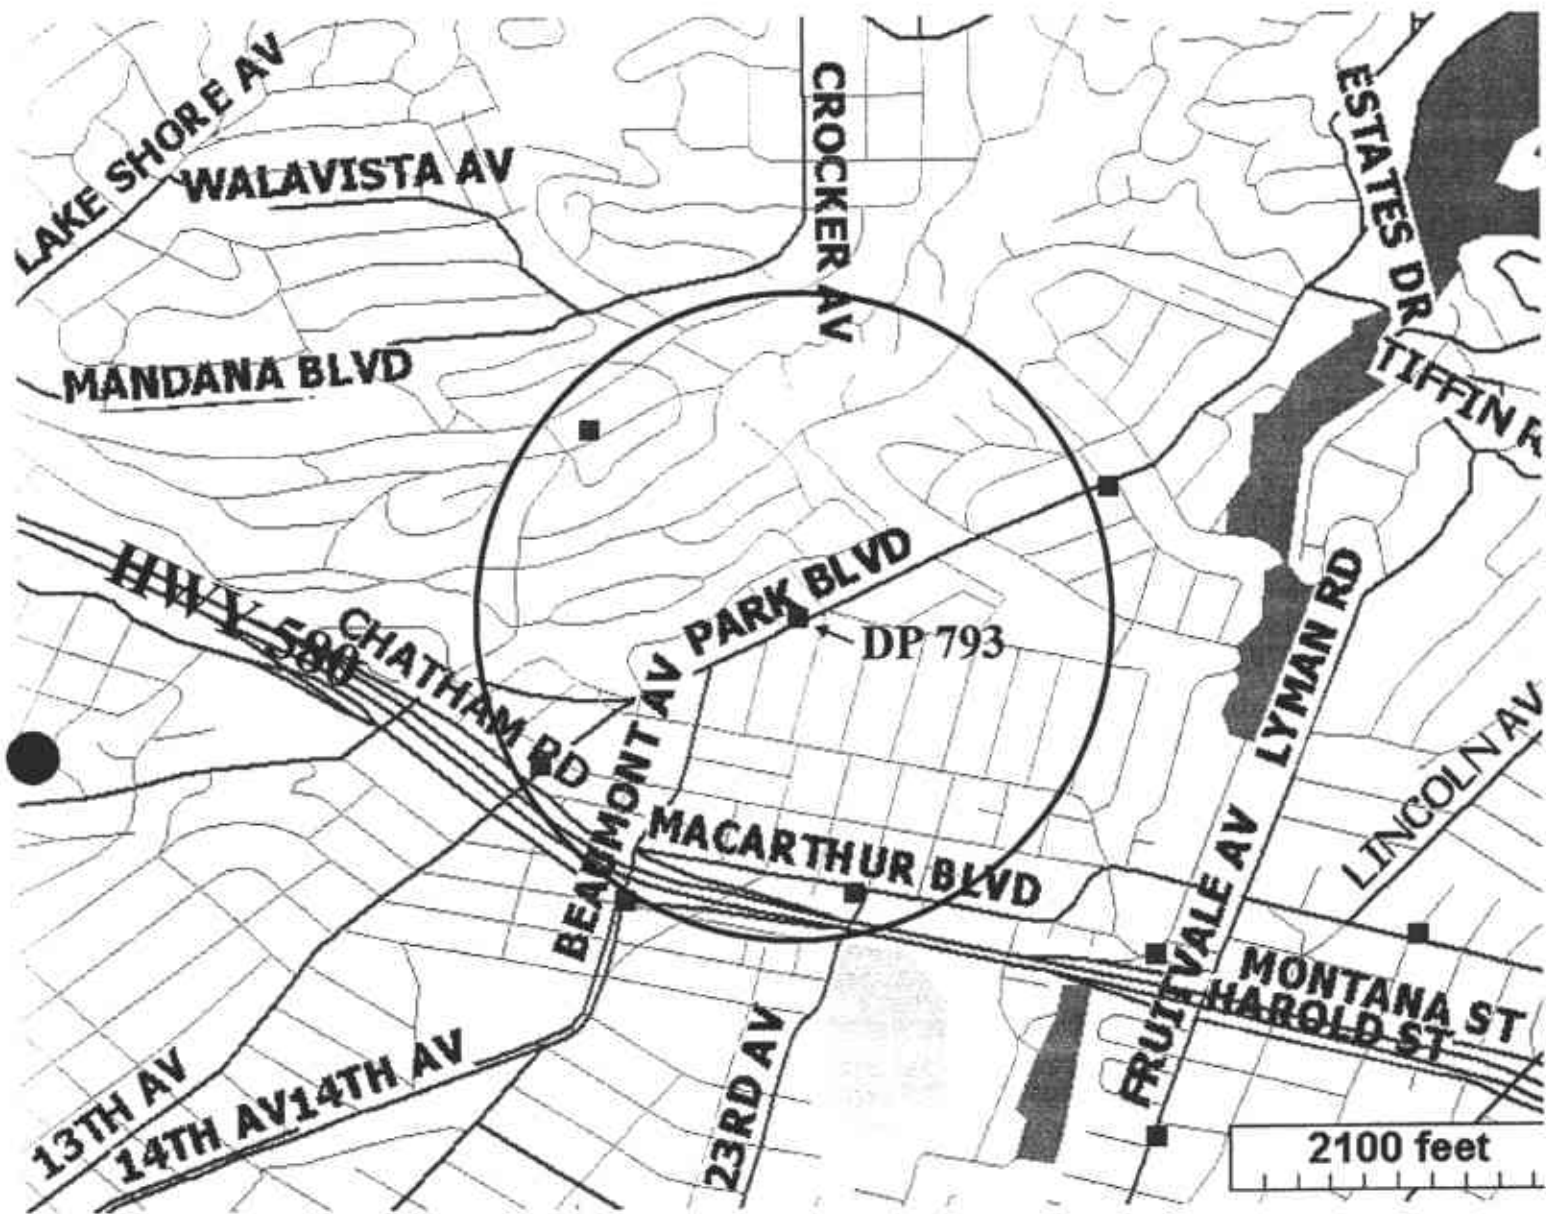 LAKE SHORE AV
WALAVISTA AV
CROCKER AV
ESTATES DR
MANDANA BLVD
TIFFIN R
HWY 580
CHATHAM RD
PARK BLVD
DP 793
BEAUMONT AV
LYMAN RD
LINCOLN AV
MACARTHUR BLVD
FRUITVALE AV
MONTANA ST
HAROLD ST
13TH AV
14TH AV14TH AV
23RD AV
2100 feet